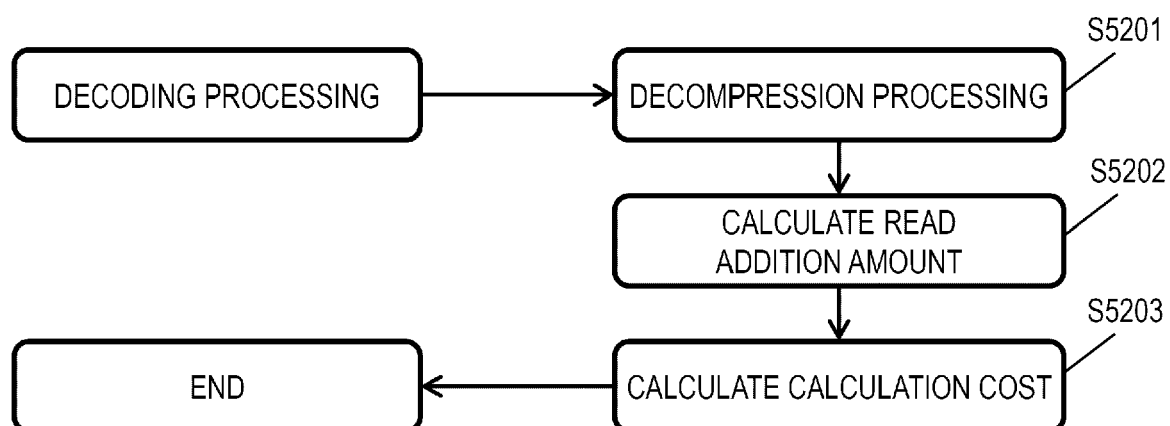 S5201
DECODING PROCESSING
DECOMPRESSION PROCESSING
S5202
CALCULATE READ
ADDITION AMOUNT
S5203
END
CALCULATE CALCULATION COST